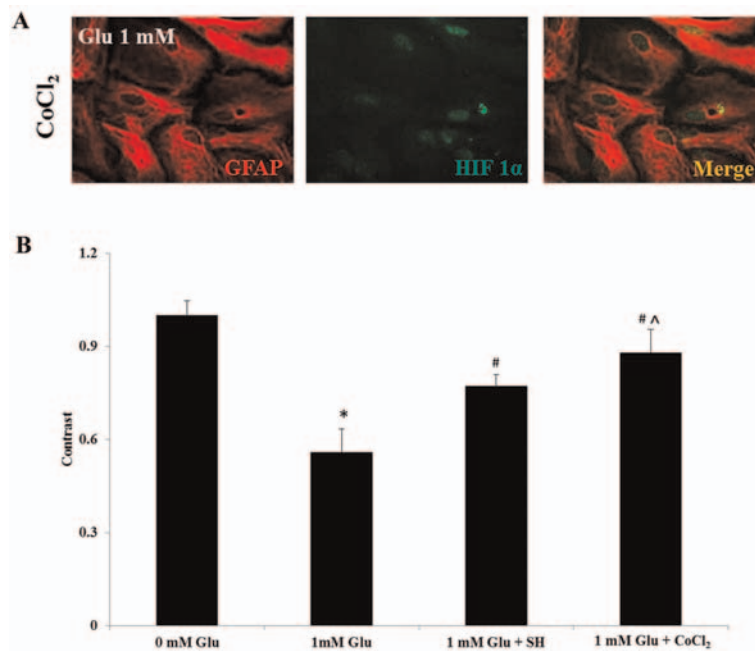 A
Glu 1 mM
CoCl₂
GFAP
HIF 1α
Merge
B
1.2
0.9
0.6
0.3
0
Contrast
*
#
# ^
0 mM Glu
1mM Glu
1 mM Glu + SH
1 mM Glu + CoCl₂